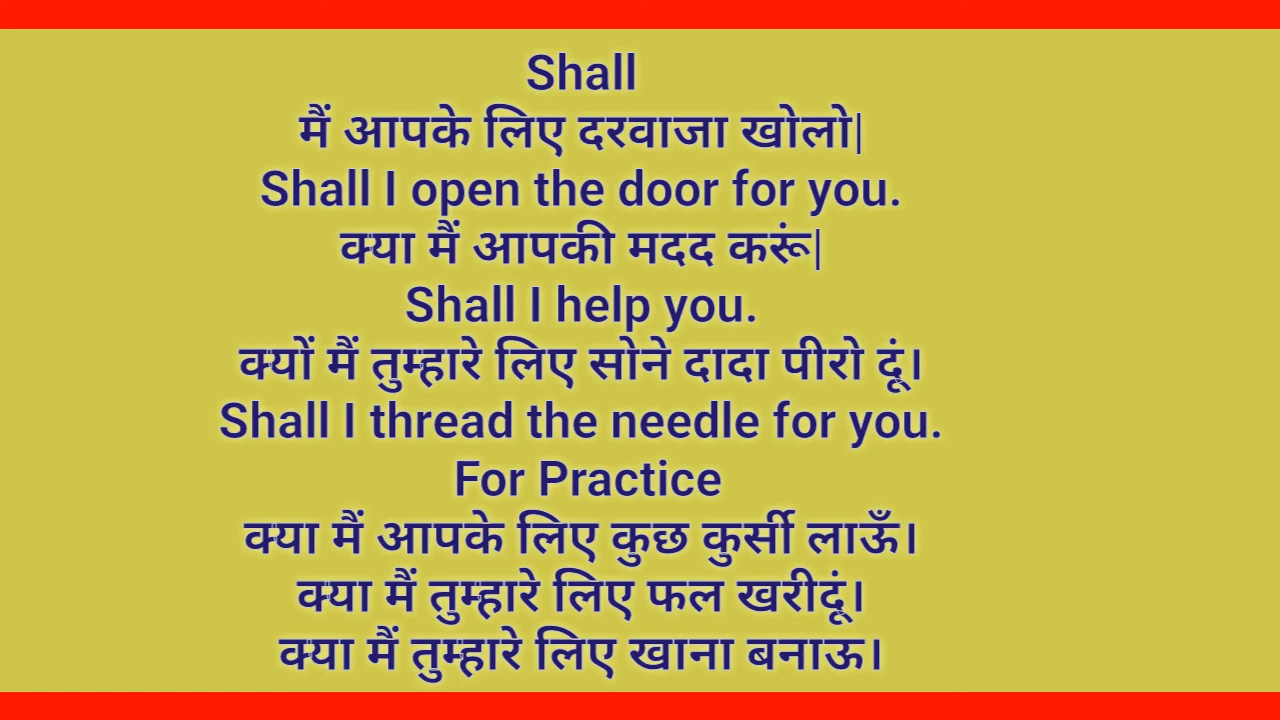 Shall
मैं आपके लिए दरवाजा खोलो|
Shall I open the door for you.
क्या मैं आपकी मदद करूं|
Shall I help you.
क्यों मैं तुम्हारे लिए सोने दादा पीरो दूं।
Shall I thread the needle for you.
For Practice
क्या मैं आपके लिए कुछ कुर्सी लाऊँ।
क्या मैं तुम्हारे लिए फल खरीदूं।
क्या मैं तुम्हारे लिए खाना बनाऊ।